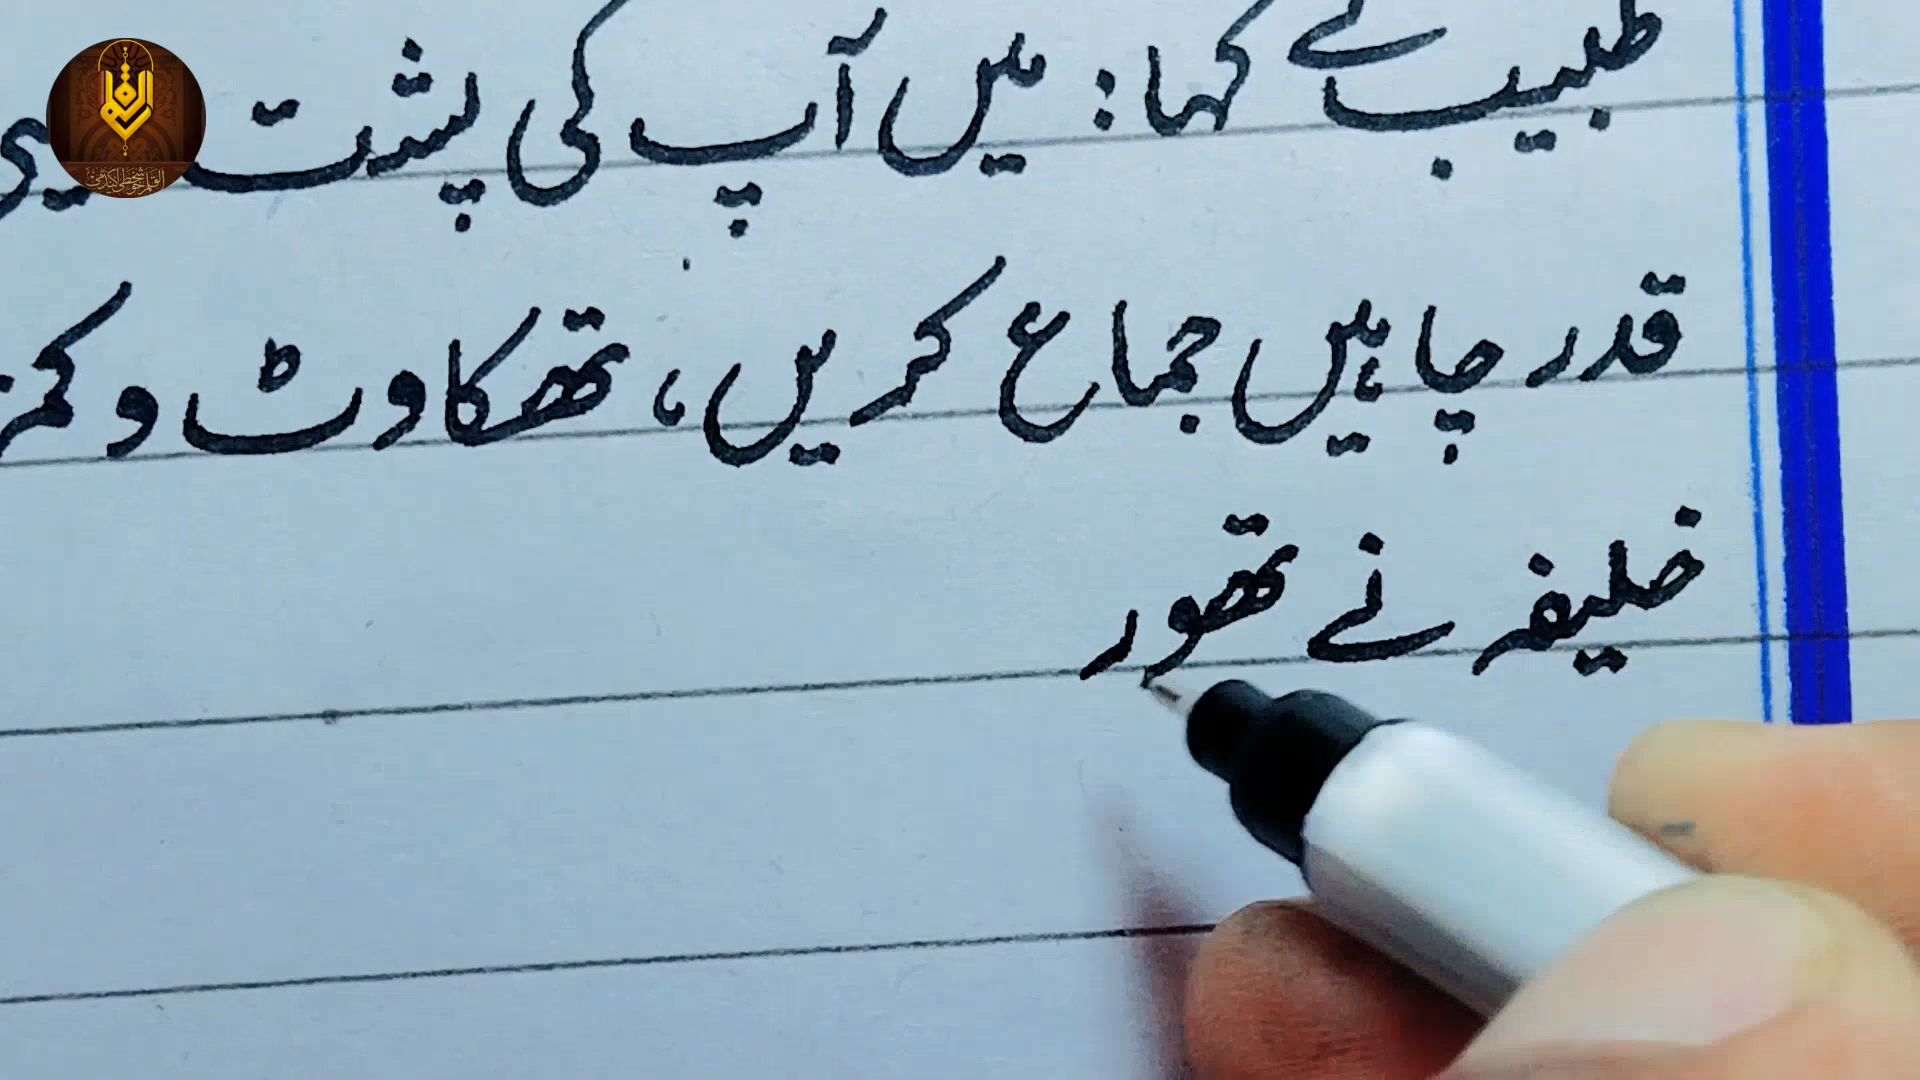 طبیب نے کہا: میں آپ کی پشت
قدر چاہیں جماع کریں، تھکاوٹ و
خلیفہ نے تھور